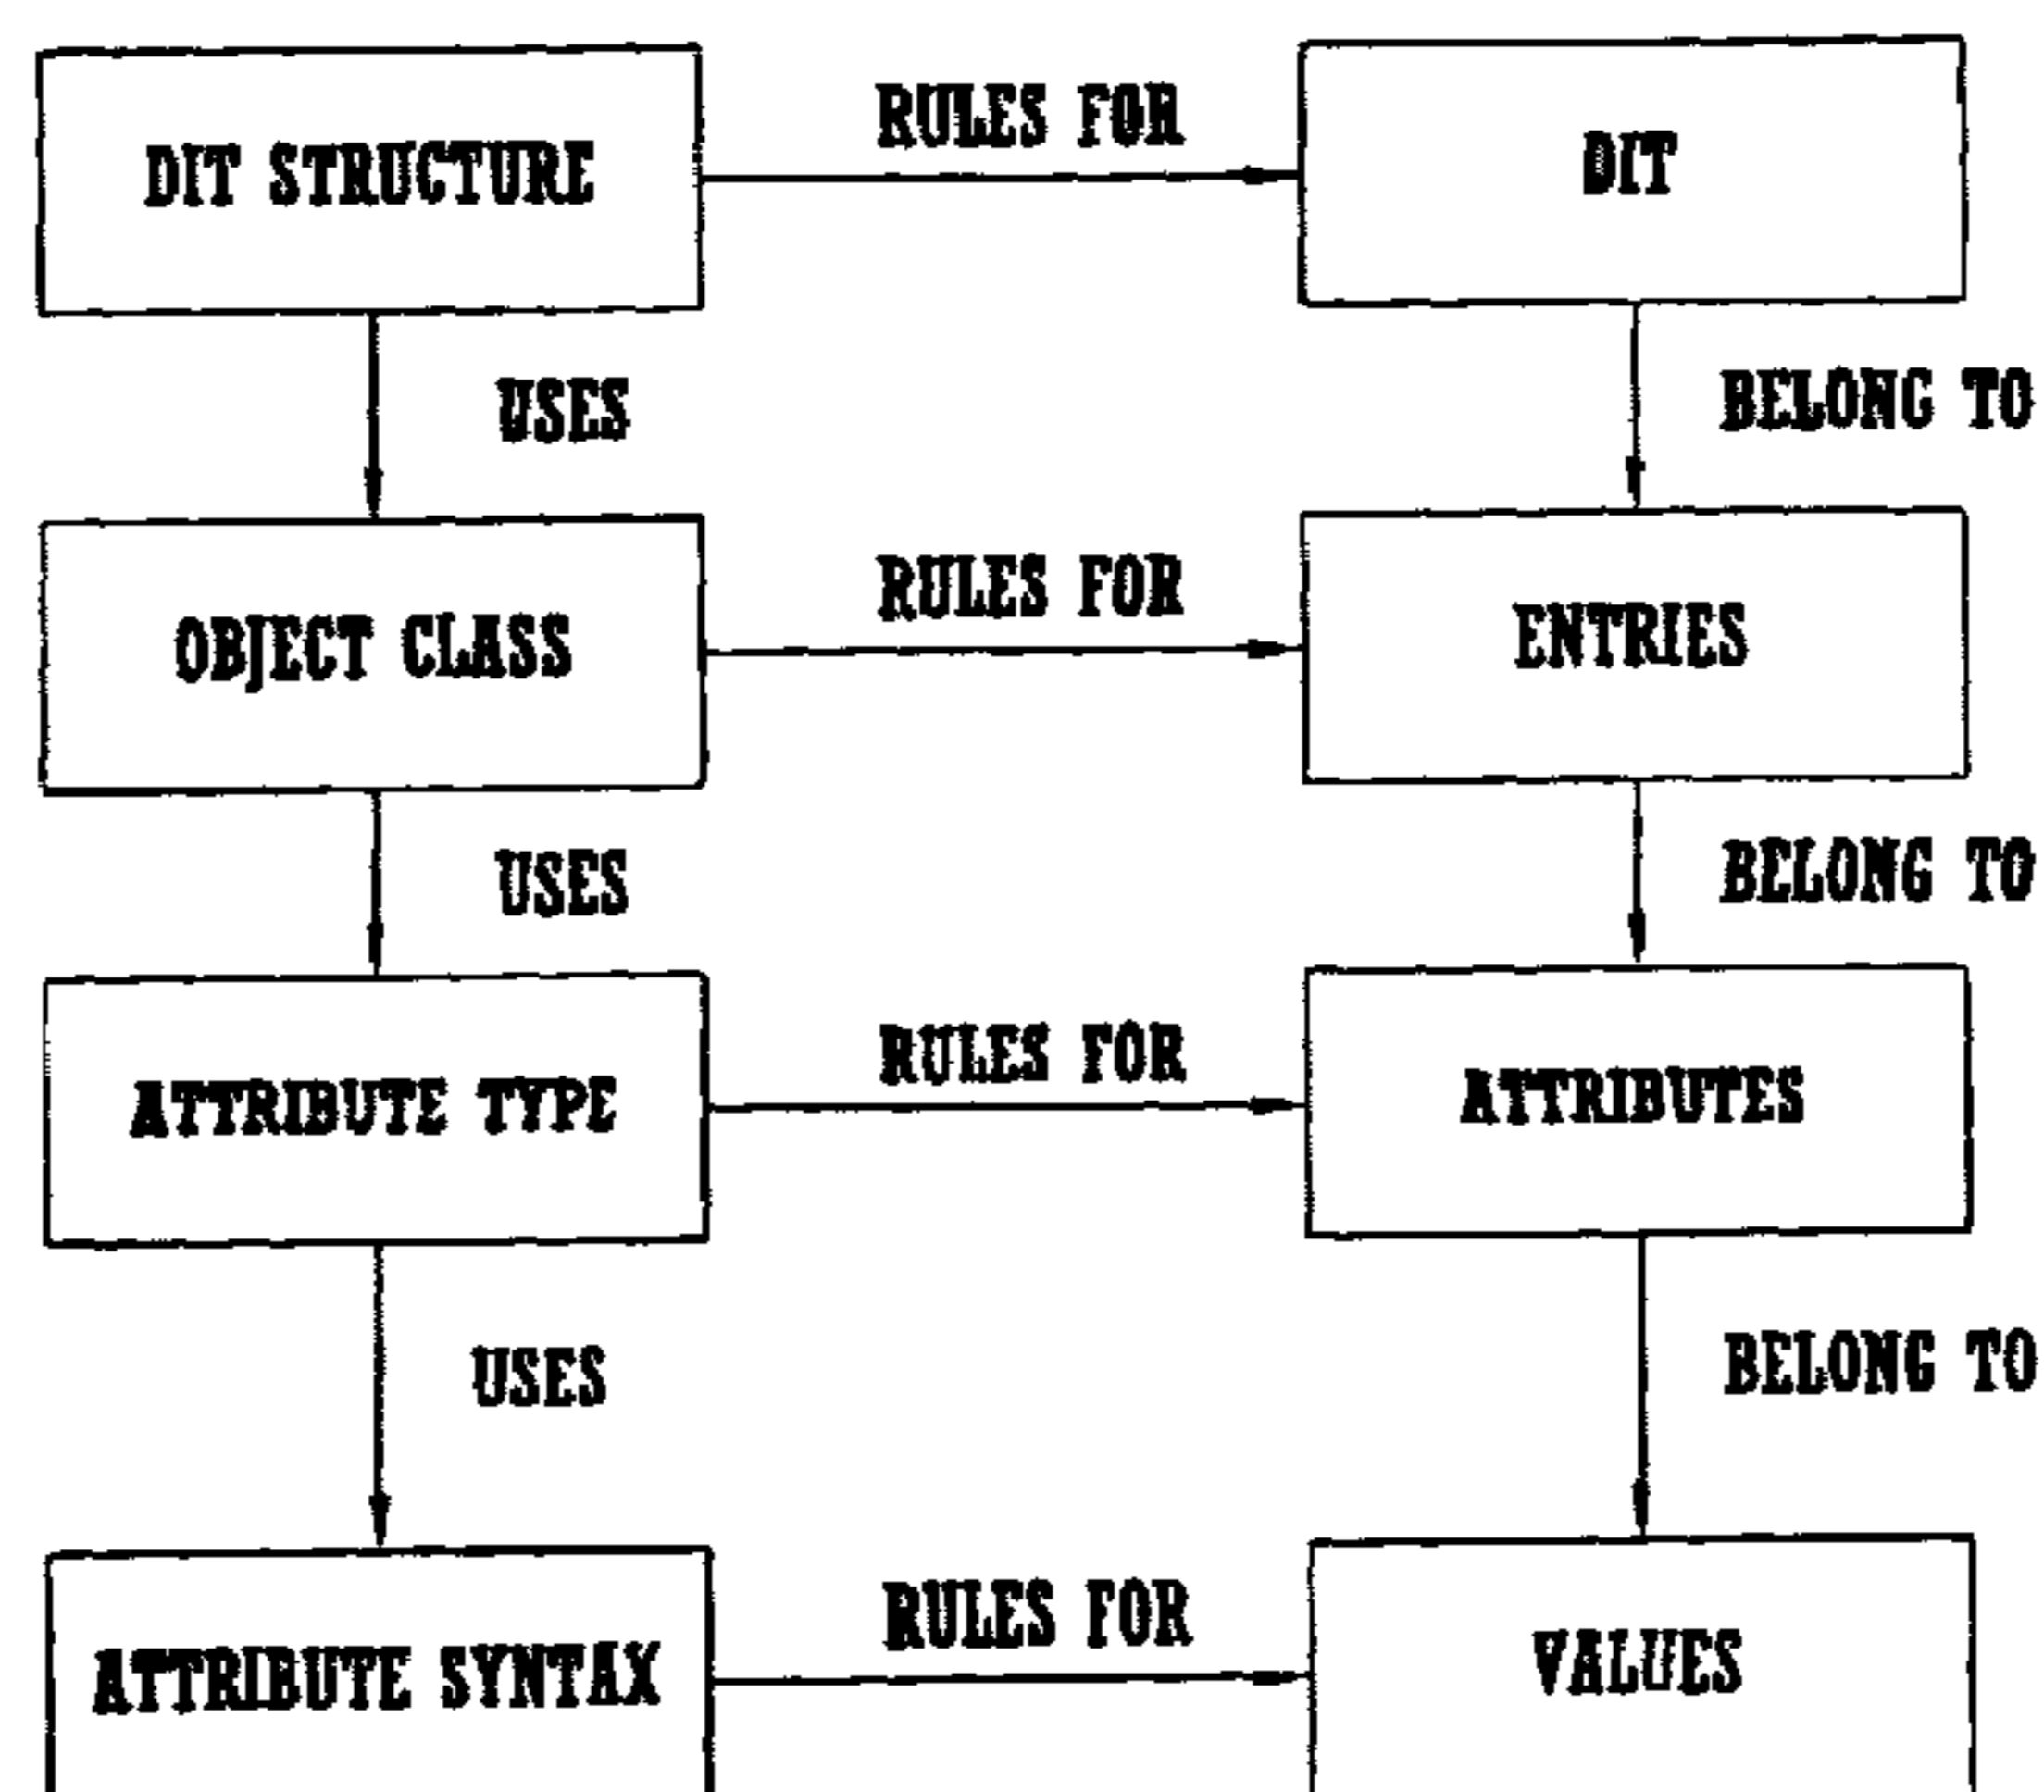 RULES FOR
DIT STRUCTURE
DIT
USES
BELONG TO
RULES FOR
OBJECT CLASS
ENTRIES
USES
BELONG TO
RULES FOR
ATTRIBUTE TYPE
ATTRIBUTES
USES
BELONG TO
RULES FOR
ATTRIBUTE SYNTAX
VALUES